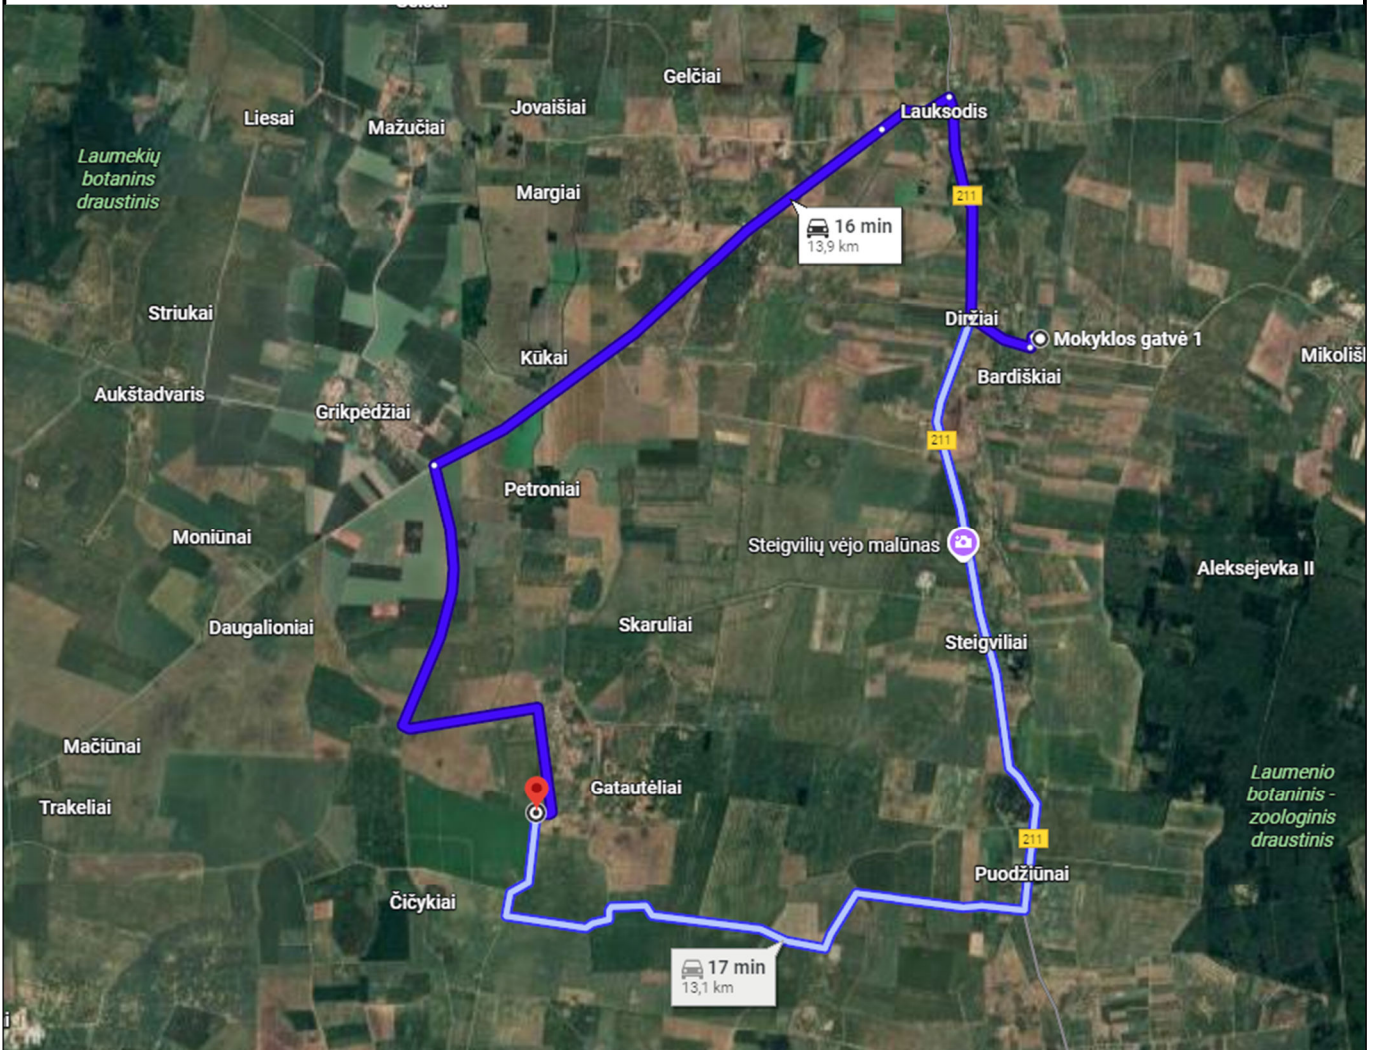 Gelčiai
Jovaišiai
Lauksodis
Liesai
Mažučiai
Laumekių
botanins
draustinis
Margiai
211
16 min
13,9 km
Striukai
Diržiai
Mokyklos gatvė 1
Kūkai
Bardiškiai
Aukštadvaris
Grikpėdžiai
211
Petroniai
Moniūnai
Steigvilių vėjo malūnas
Aleksejevka II
Daugalioniai
Skaruliai
Steigviliai
Mačiūnai
Laumenio
botaninis -
zoologinis
draustinis
Gatautėliai
Trakeliai
211
Puodžiūnai
Čičykiai
17 min
13,1 km